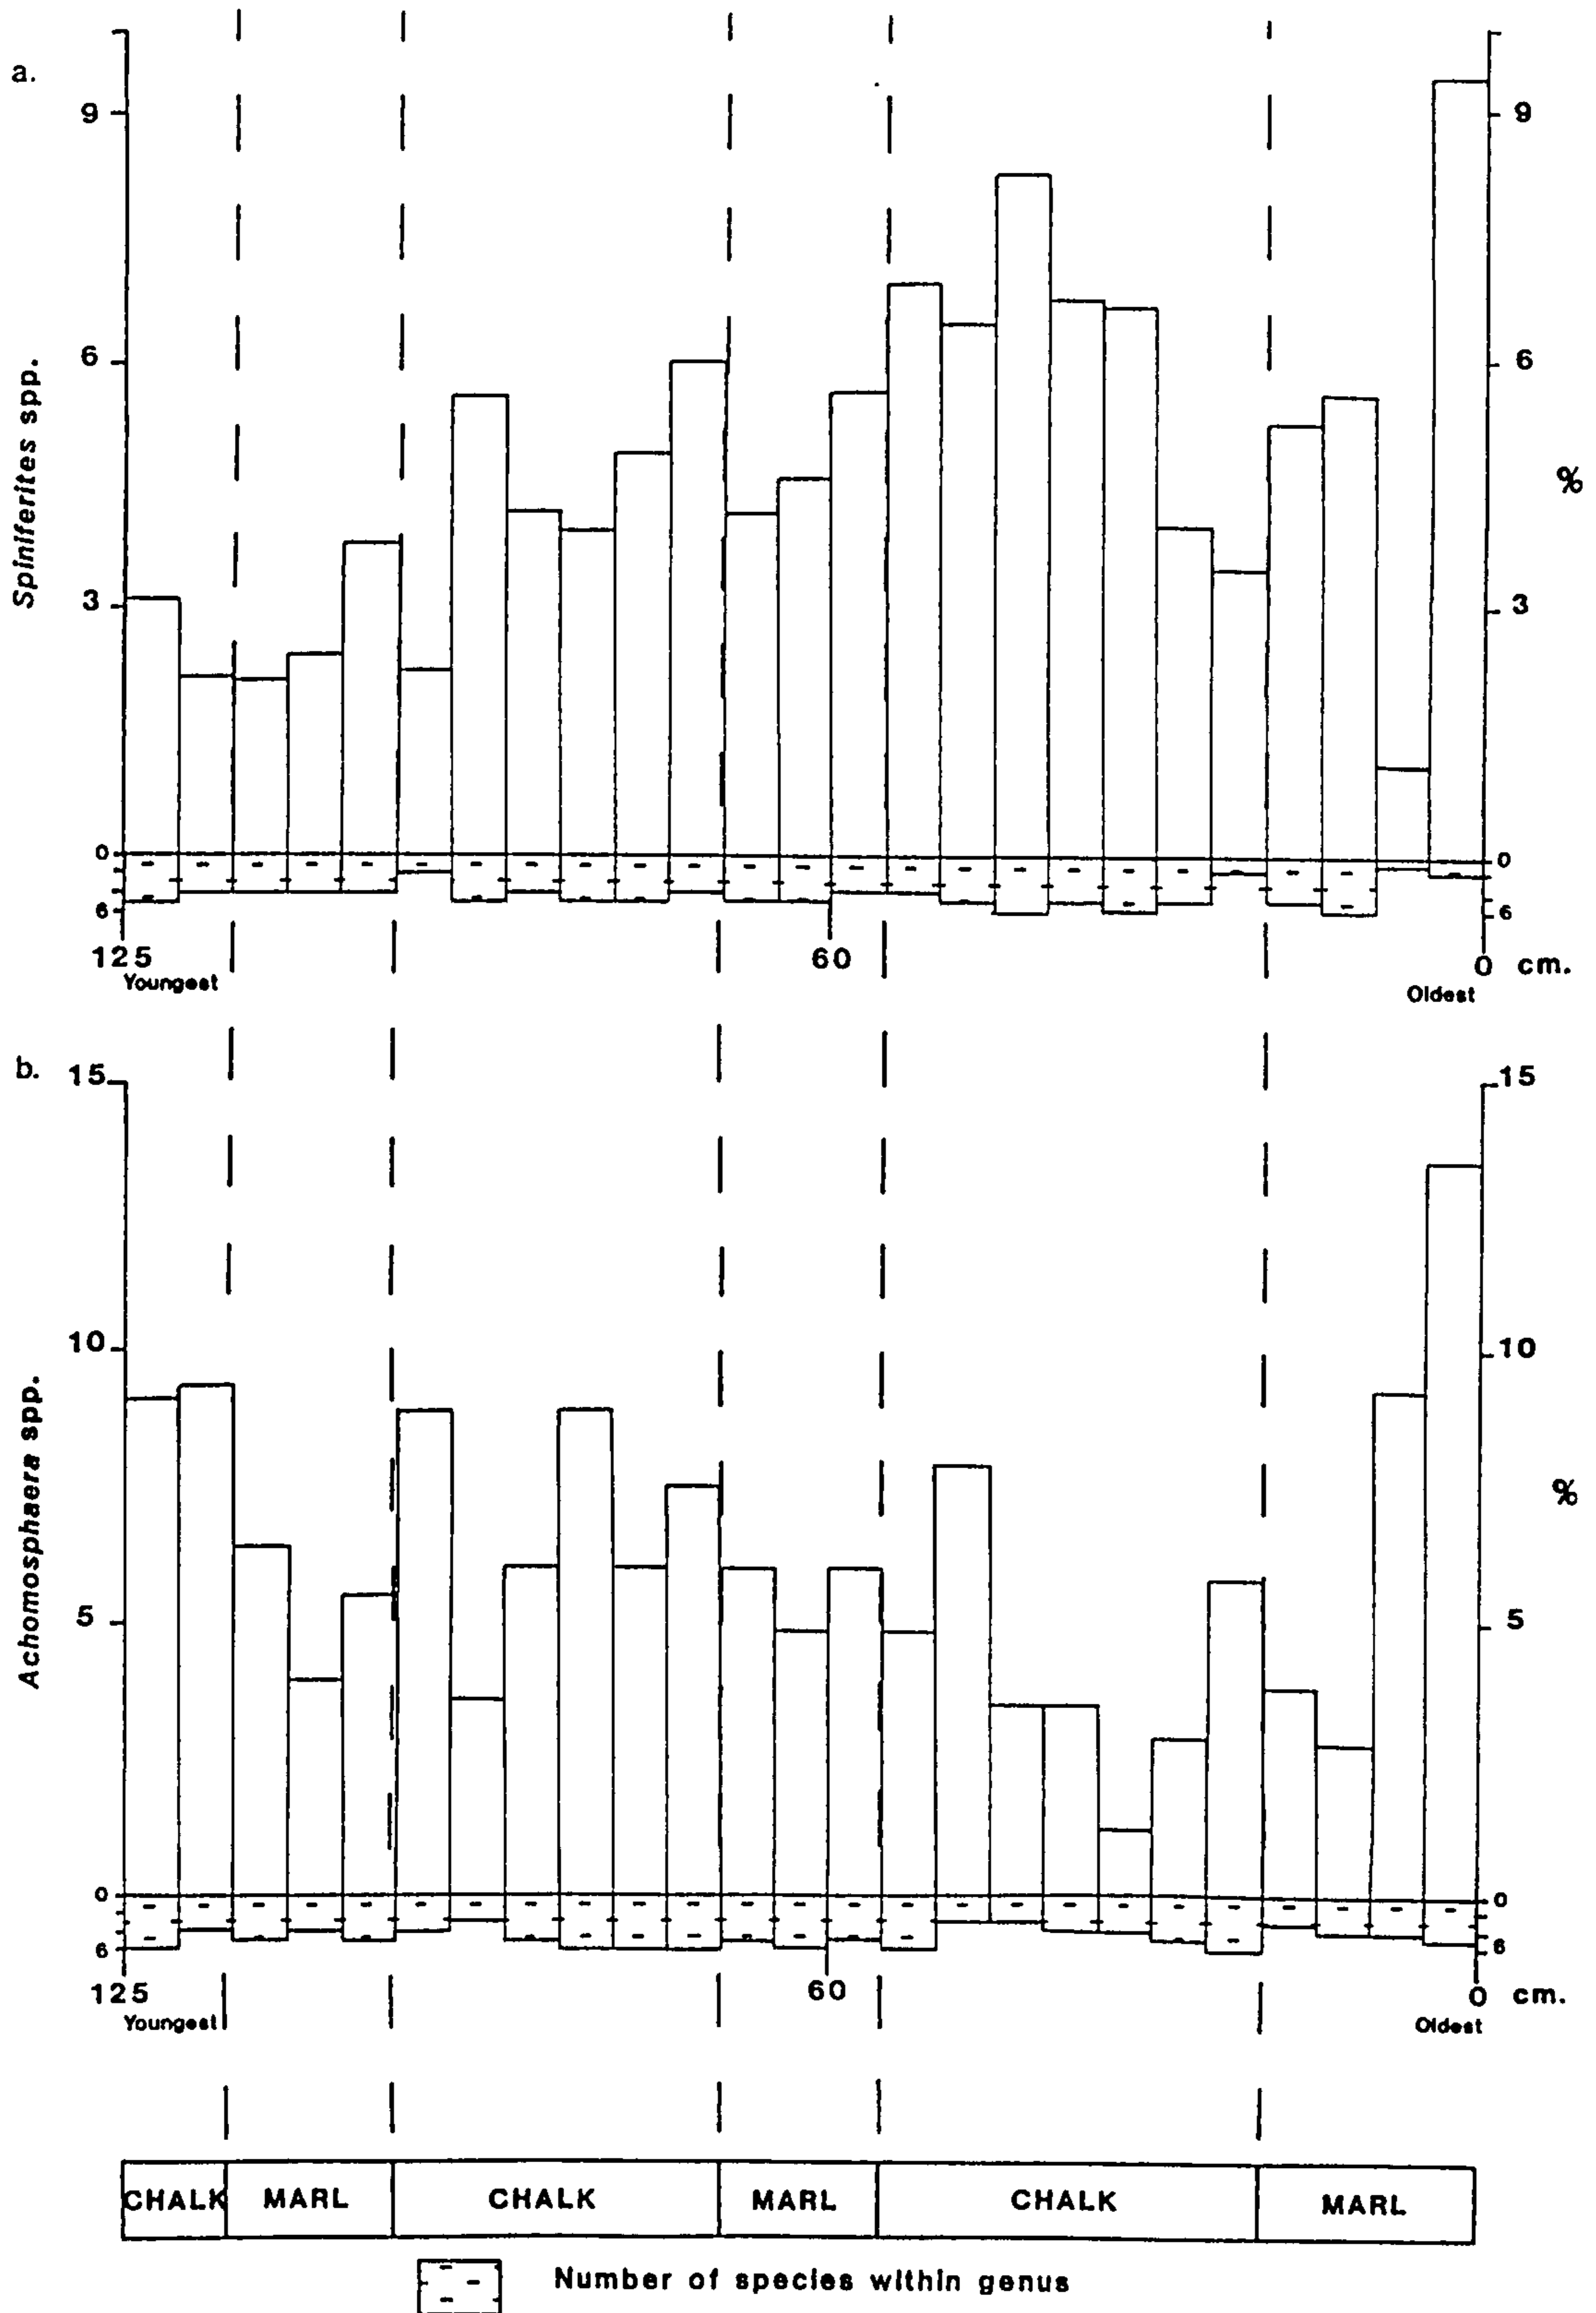 a.
9
9
6
6
Spiniferites spp.
%
3
3
0
0
6
6
125
60
0 cm.
Youngest
Oldest
b.
15
15
10
10
Achomosphaera spp.
%
5
5
0
0
6
6
125
60
0 cm.
Youngest
Oldest
CHALK MARL CHALK MARL CHALK MARL
Number of species within genus